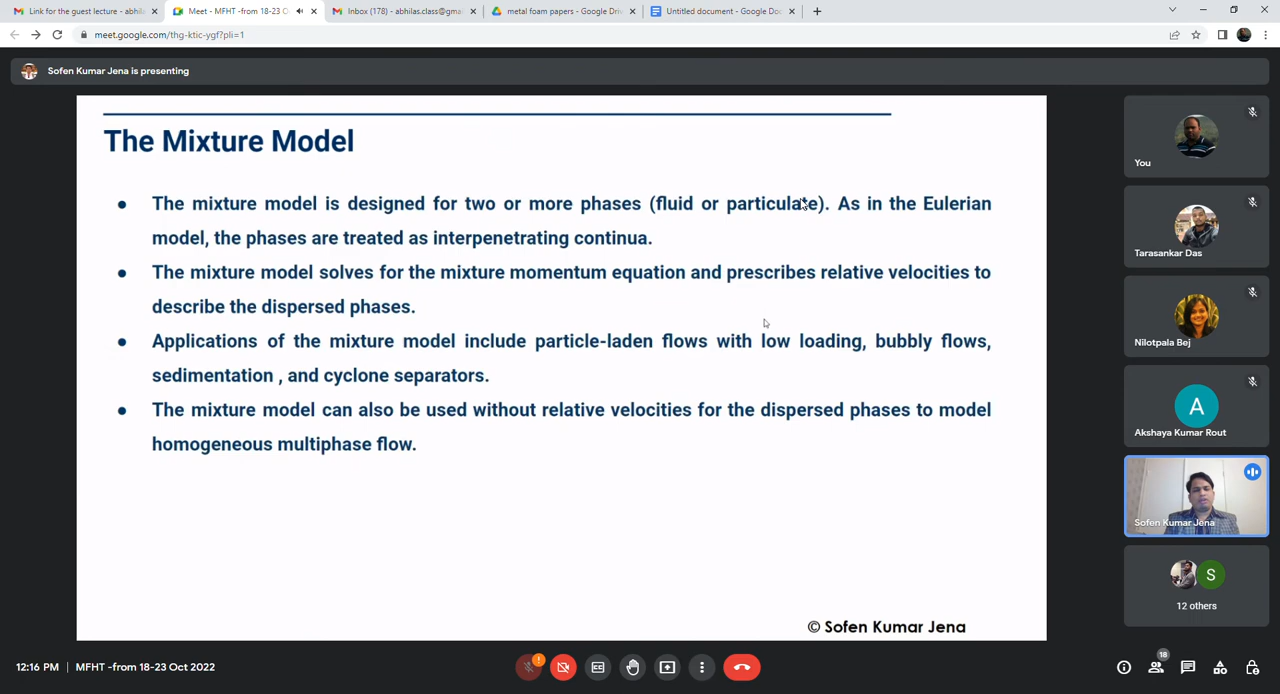 Link for the guest lecture - abhila
Meet - MFHT -from 18-23 O
Inbox (178) - abhilas.class@gma
metal foam papers - Google Driv
Untitled document - Google Doc
meet.google.com/thg-ktic-ygf?pli=1
Sofen Kumar Jena is presenting
The Mixture Model
• The mixture model is designed for two or more phases (fluid or particulate). As in the Eulerian
model, the phases are treated as interpenetrating continua.
• The mixture model solves for the mixture momentum equation and prescribes relative velocities to
describe the dispersed phases.
• Applications of the mixture model include particle-laden flows with low loading, bubbly flows,
sedimentation , and cyclone separators.
• The mixture model can also be used without relative velocities for the dispersed phases to model
homogeneous multiphase flow.
© Sofen Kumar Jena
You
Tarasankar Das
Nilotpala Bej
A
Akshaya Kumar Rout
Sofen Kumar Jena
S
12 others
12:16 PM | MFHT -from 18-23 Oct 2022
18